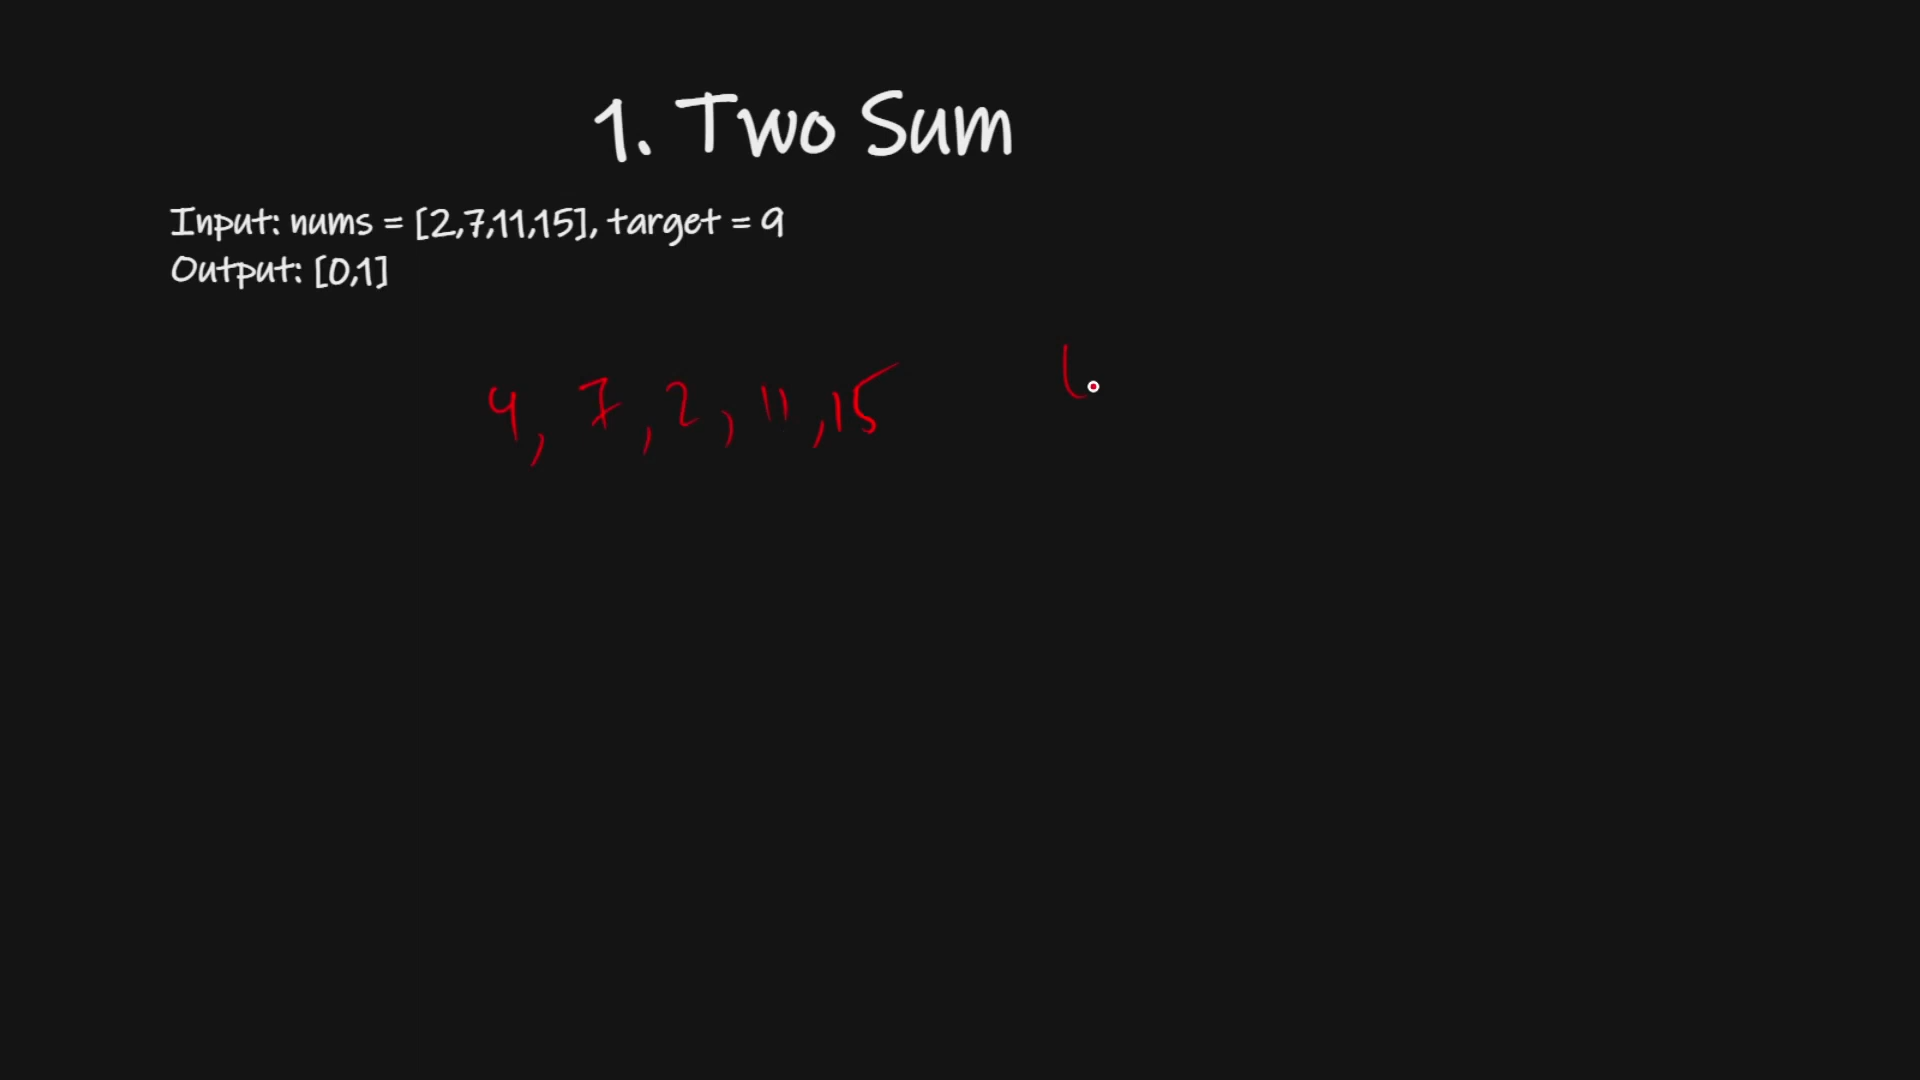 1. Two Sum
Input: nums = [2,7,11,15], target = 9
Output: [0,1]
4, 7, 2, 11, 15